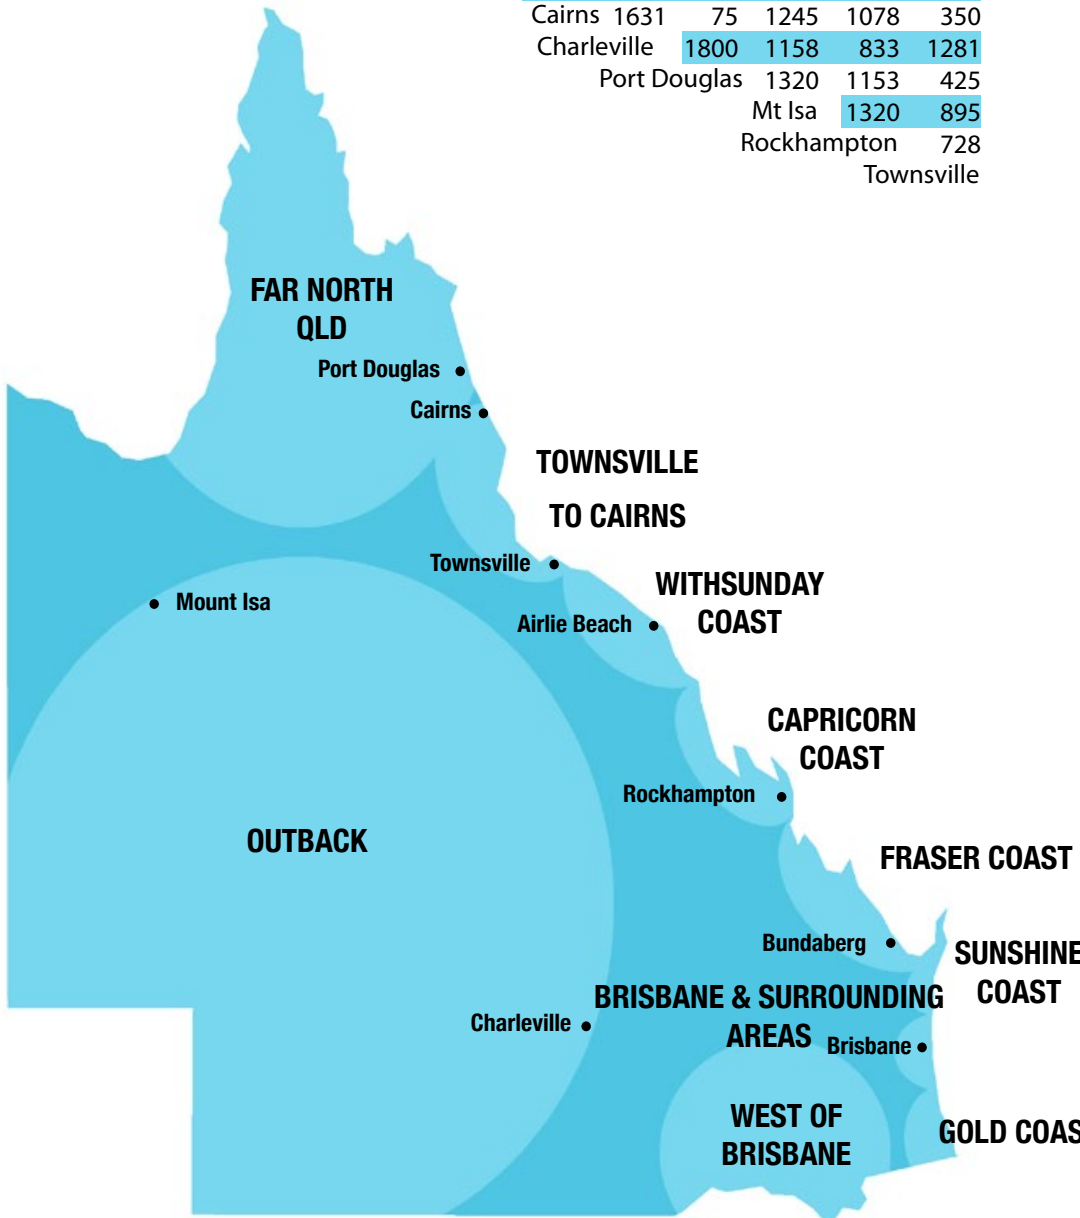 Cairns 1631 75 1245 1078 350
Charleville 1800 1158 833 1281
Port Douglas 1320 1153 425
Mt Isa 1320 895
Rockhampton 728
Townsville
FAR NORTH
QLD
Port Douglas
Cairns
TOWNSVILLE
TO CAIRNS
Townsville
WITHSUNDAY
COAST
Mount Isa
Airlie Beach
CAPRICORN
COAST
Rockhampton
OUTBACK
FRASER COAST
Bundaberg
SUNSHINE
COAST
BRISBANE & SURROUNDING
AREAS
Charleville
Brisbane
WEST OF
BRISBANE
GOLD COAS